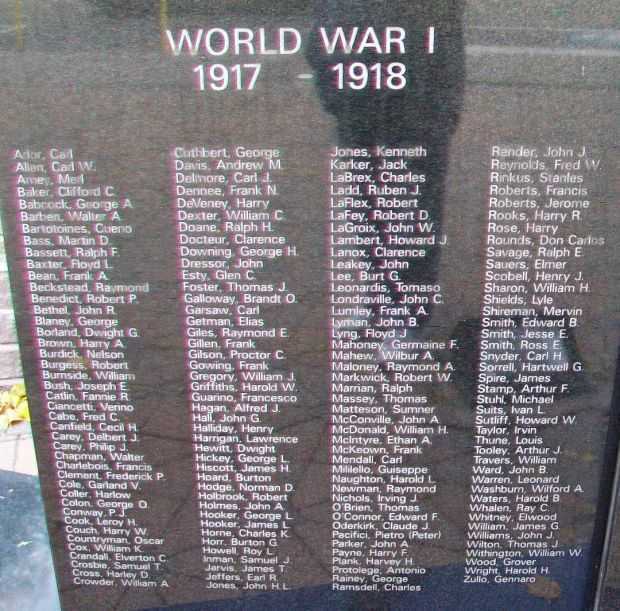 WORLD WAR I
1917 - 1918
Ador, Carl
Allen, Carl W.
Amey, Merl
Baker, Clifford C.
Babcock, George A.
Barben, Walter A.
Bartotoines, Cueno
Bass, Martin D.
Bassett, Ralph F.
Baxter, Floyd L.
Bean, Frank A.
Beckstead, Raymond
Benedict, Robert P.
Bethel, John R.
Blaney, George
Borland, Dwight G.
Brown, Harry A.
Burdick, Nelson
Burgess, Robert
Burnside, William
Bush, Joseph E.
Catlin, Fannie R.
Ciancetti, Verino
Cabe, Fred C.
Canfield, Cecil H.
Carey, Delbert J.
Carey, Philip J.
Chapman, Walter
Charlebois, Francis
Clement, Frederick P.
Cole, Garland V.
Coller, Harlow
Colon, George O.
Conway, P.J.
Cook, Leroy H.
Couch, Harry W.
Countryman, Oscar
Cox, William K.
Crandall, Everton C.
Crosbie, Samuel T.
Cross, Harley D.
Crowder, William A.
Cuthbert, George
Davis, Andrew M.
Delmore, Carl J.
Dennee, Frank N.
DeVeney, Harry
Dexter, William C.
Doane, Ralph H.
Docteur, Clarence
Downing, George H.
Dressor, John
Esty, Glen C.
Foster, Thomas J.
Galloway, Brandt O.
Garsaw, Carl
Getman, Elias
Giles, Raymond E.
Gillen, Frank
Gilson, Proctor C.
Gowing, Frank
Gregory, William J.
Griffiths, Harold W.
Guarino, Francesco
Hagan, Alfred J.
Hall, John G.
Halliday, Henry
Harrigan, Lawrence
Hewitt, Dwight
Hickey, George L.
Hiscott, James H.
Hoard, Burton
Hodge, Norman D.
Holbrook, Robert
Holmes, John A.
Hooker, George L.
Hooker, James L.
Horne, Charles K.
Horr, Burton G.
Howell, Roy L.
Inman, Samuel J.
Jarvis, James T.
Jeffers, Earl R.
Jones, John H.L.
Jones, Kenneth
Karker, Jack
LaBrex, Charles
Ladd, Ruben J.
LaFlex, Robert
LaFey, Robert D.
LaGroix, John W.
Lambert, Howard J.
Lanox, Clarence
Leakey, John
Lee, Burt G.
Leonardis, Tomaso
Londraville, John C.
Lumley, Frank A.
Lyman, John B.
Lyng, Floyd J.
Mahoney, Germaine F.
Mahew, Wilbur A.
Maloney, Raymond A.
Markwick, Robert W.
Marrian, Ralph
Massey, Thomas
Matteson, Sumner
McConville, John A.
McDonald, William H.
McIntyre, Ethan A.
McKeown, Frank
Mendall, Carl
Mililello, Guiseppe
Naughton, Harold L.
Newman, Raymond
Nichols, Irving J.
O'Brien, Thomas
O'Connor, Edward F.
Oderkirk, Claude J.
Pacifici, Pietro (Peter)
Parker, John A.
Payne, Harry F.
Plank, Harvey H.
Protolege, Antonio
Rainey, George
Ramsdell, Charles
Render, John J.
Reynolds, Fred W.
Rinkus, Stanles
Roberts, Francis
Roberts, Jerome
Rooks, Harry R.
Rose, Harry
Rounds, Don Carlos
Savage, Ralph E.
Sauers, Elmer
Scobell, Henry J.
Sharon, William H.
Shields, Lyle
Shireman, Mervin
Smith, Edward B.
Smith, Jesse E.
Smith, Ross E.
Snyder, Carl H.
Sorrell, Hartwell G.
Spire, James
Stamp, Arthur F.
Stuhl, Michael
Suits, Ivan L.
Sutliff, Howard W.
Taylor, Irvin
Thune, Louis
Tooley, Arthur J.
Travers, William
Ward, John B.
Warren, Leonard
Washburn, Wilford A.
Waters, Harold B.
Whalen, Ray C.
Whitney, Elwood
William, James G.
Williams, John J.
Wilton, Thomas J.
Withington, William W.
Wood, Grover
Wright, Harold H.
Zullo, Gennaro